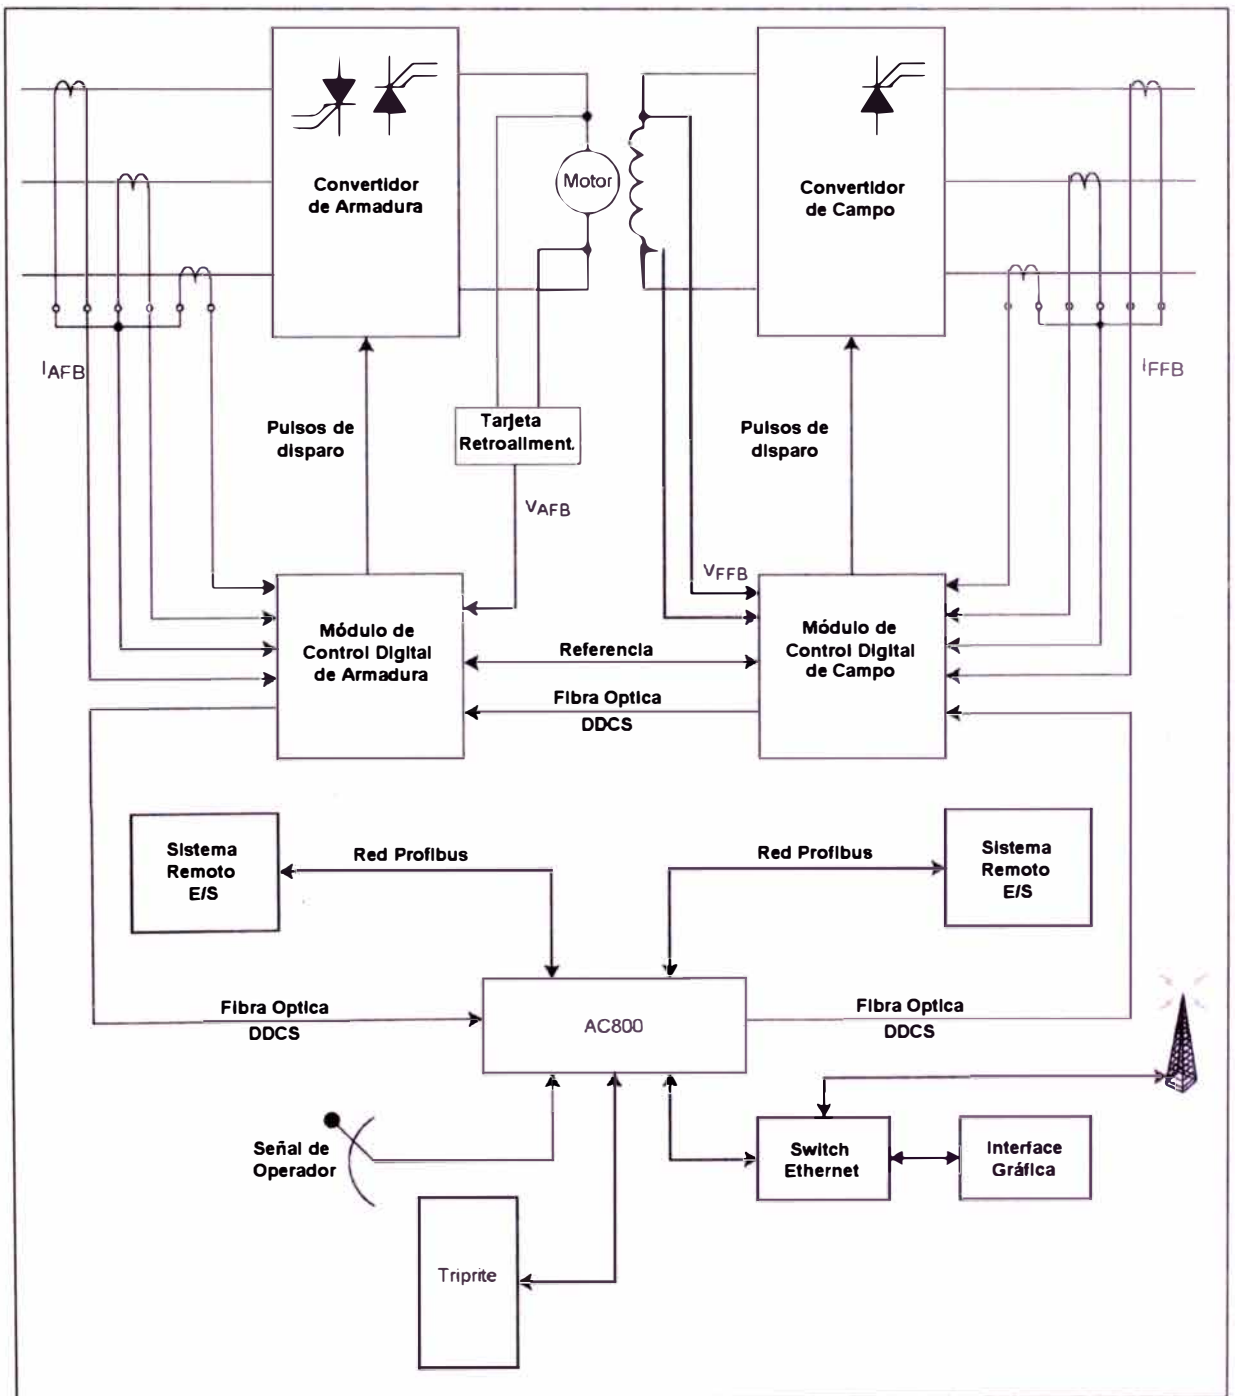 Convertidor
de Armadura
Motor
Convertidor
de Campo
IAFB
IFFB
Pulsos de
disparo
Tarjeta
Retroaliment.
Pulsos de
disparo
VAFB
VFFB
Módulo de
Control Digital
de Armadura
Referencia
Módulo de
Control Digital
de Campo
Fibra Optica
DDCS
Sistema
Remoto
E/S
Red Profibus
Red Profibus
Sistema
Remoto
E/S
Fibra Optica
DDCS
AC800
Fibra Optica
DDCS
Señal de
Operador
Switch
Ethernet
Interface
Gráfica
Triprite